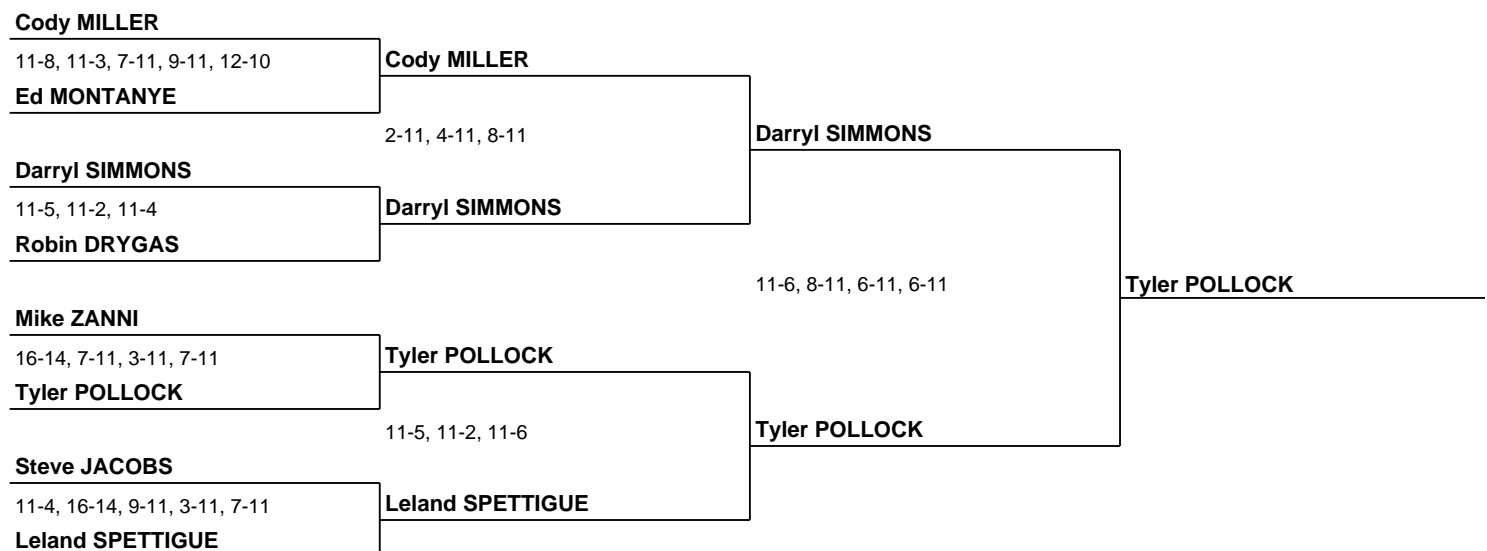 Cody MILLER
11-8, 11-3, 7-11, 9-11, 12-10
Ed MONTANYE
Cody MILLER
2-11, 4-11, 8-11
Darryl SIMMONS
11-5, 11-2, 11-4
Robin DRYGAS
Darryl SIMMONS
Darryl SIMMONS
11-6, 8-11, 6-11, 6-11
Tyler POLLOCK
Mike ZANNI
16-14, 7-11, 3-11, 7-11
Tyler POLLOCK
Tyler POLLOCK
11-5, 11-2, 11-6
Tyler POLLOCK
Steve JACOBS
11-4, 16-14, 9-11, 3-11, 7-11
Leland SPETTIGUE
Leland SPETTIGUE